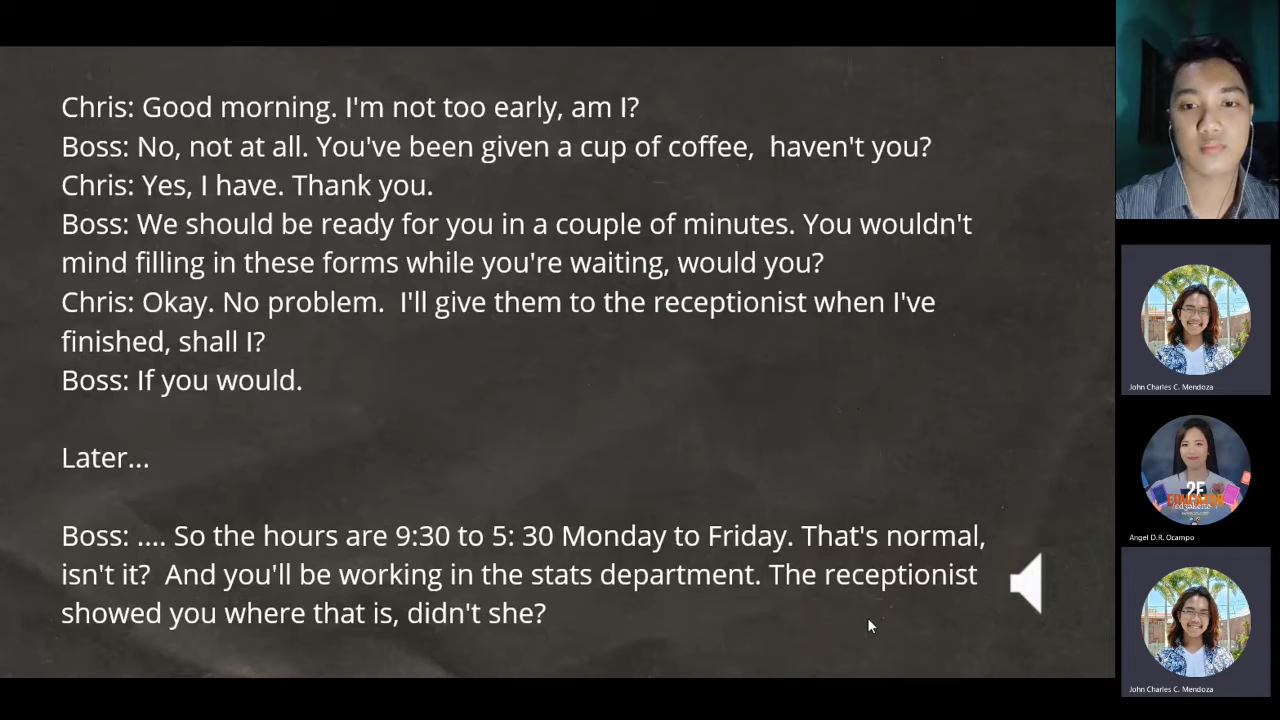 Chris: Good morning. I'm not too early, am I?
Boss: No, not at all. You've been given a cup of coffee,  haven't you?
Chris: Yes, I have. Thank you.
Boss: We should be ready for you in a couple of minutes. You wouldn't
mind filling in these forms while you're waiting, would you?
Chris: Okay. No problem.  I'll give them to the receptionist when I've
finished, shall I?
Boss: If you would.
Later...
Boss: .... So the hours are 9:30 to 5: 30 Monday to Friday. That's normal,
isn't it?  And you'll be working in the stats department. The receptionist
showed you where that is, didn't she?
John Charles C. Mendoza
Angel D.R. Ocampo
John Charles C. Mendoza